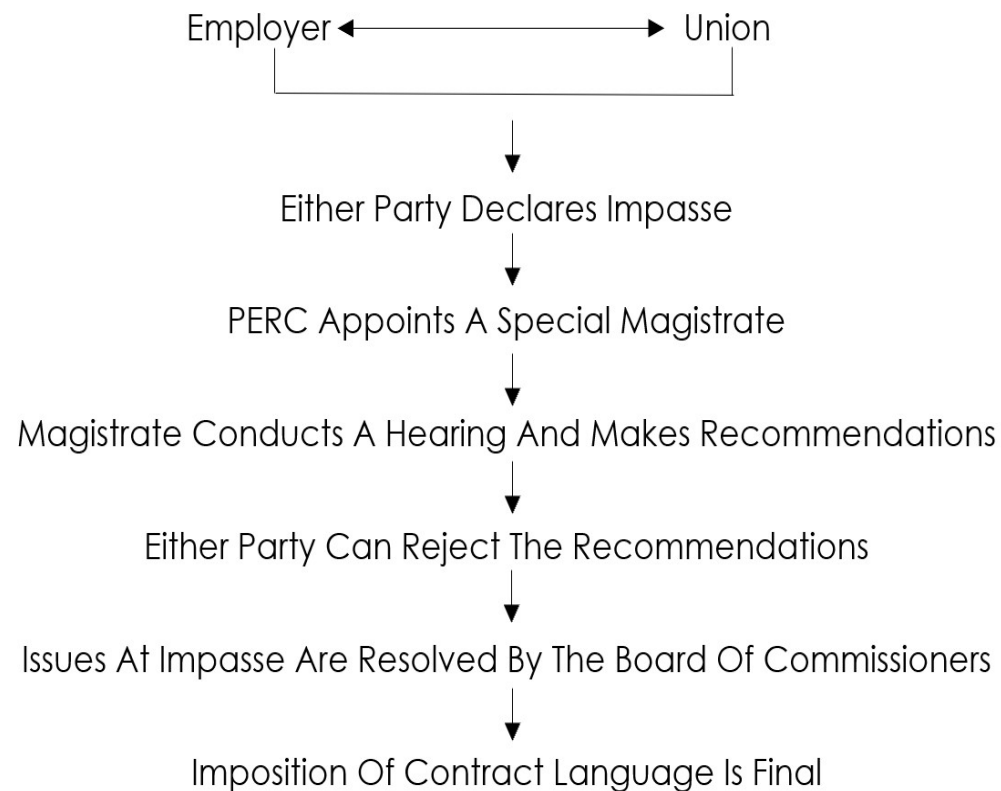 Employer Union
Either Party Declares Impasse
PERC Appoints A Special Magistrate
Magistrate Conducts A Hearing And Makes Recommendations
Either Party Can Reject The Recommendations
Issues At Impasse Are Resolved By The Board Of Commissioners
Imposition Of Contract Language Is Final